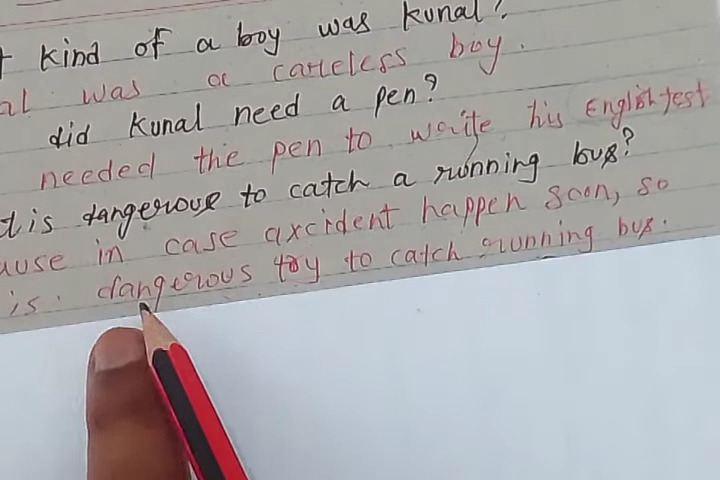 kind of a boy was kunal?
al was a careless boy.
did kunal need a pen?
needed the pen to write his English test
is dangerous to catch a running bus?
ause in case axcident happen soon, so
is. dangerous to catch running bus.